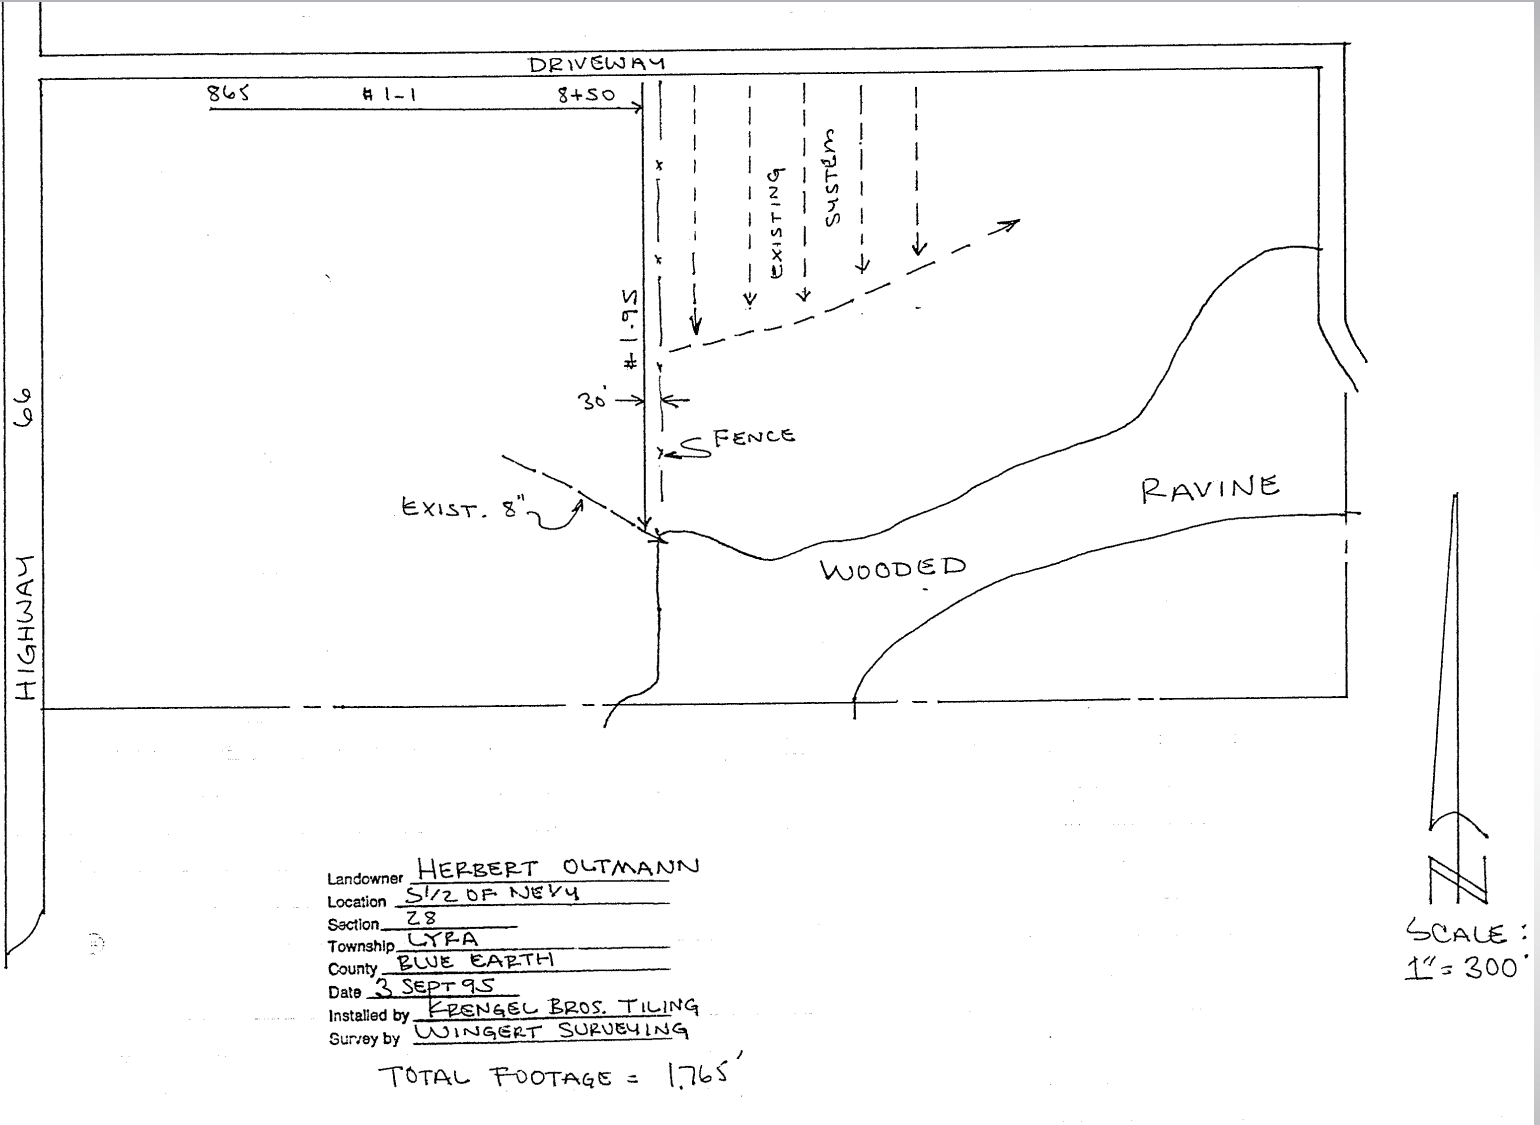 DRIVEWAY
865 #1-1 8+50
EXISTING
SYSTEM
#1-95
30'
FENCE
EXIST. 8"
HIGHWAY 66
RAVINE
WOODED
N
SCALE:
1" = 300'
Landowner HERBERT OLTMANN
Location S1/2 OF NE1/4
Section 28
Township LYRA
County BLUE EARTH
Date 3 SEPT 95
Installed by KRENGEL BROS. TILING
Survey by WINGERT SURVEYING
TOTAL FOOTAGE = 1,765'